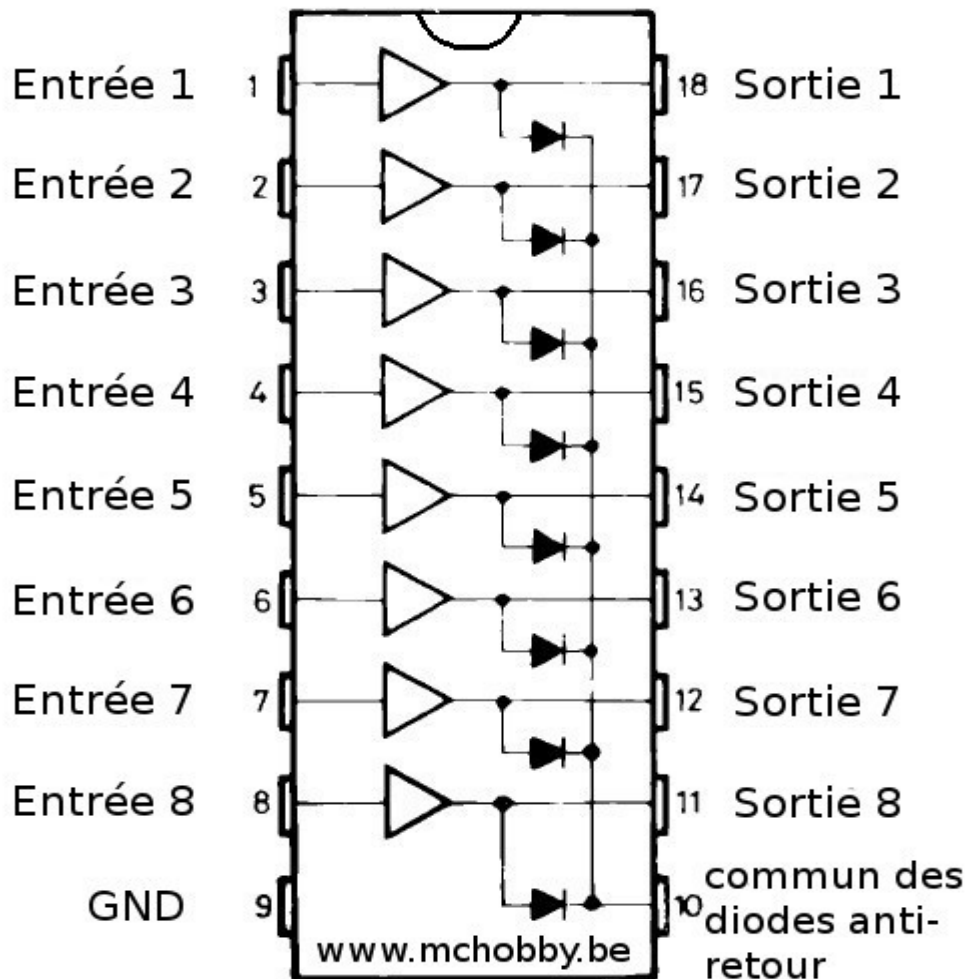 Entrée 1 1 18 Sortie 1
Entrée 2 2 17 Sortie 2
Entrée 3 3 16 Sortie 3
Entrée 4 4 15 Sortie 4
Entrée 5 5 14 Sortie 5
Entrée 6 6 13 Sortie 6
Entrée 7 7 12 Sortie 7
Entrée 8 8 11 Sortie 8
GND 9 10 commun des
diodes anti-
retour
www.mchobby.be